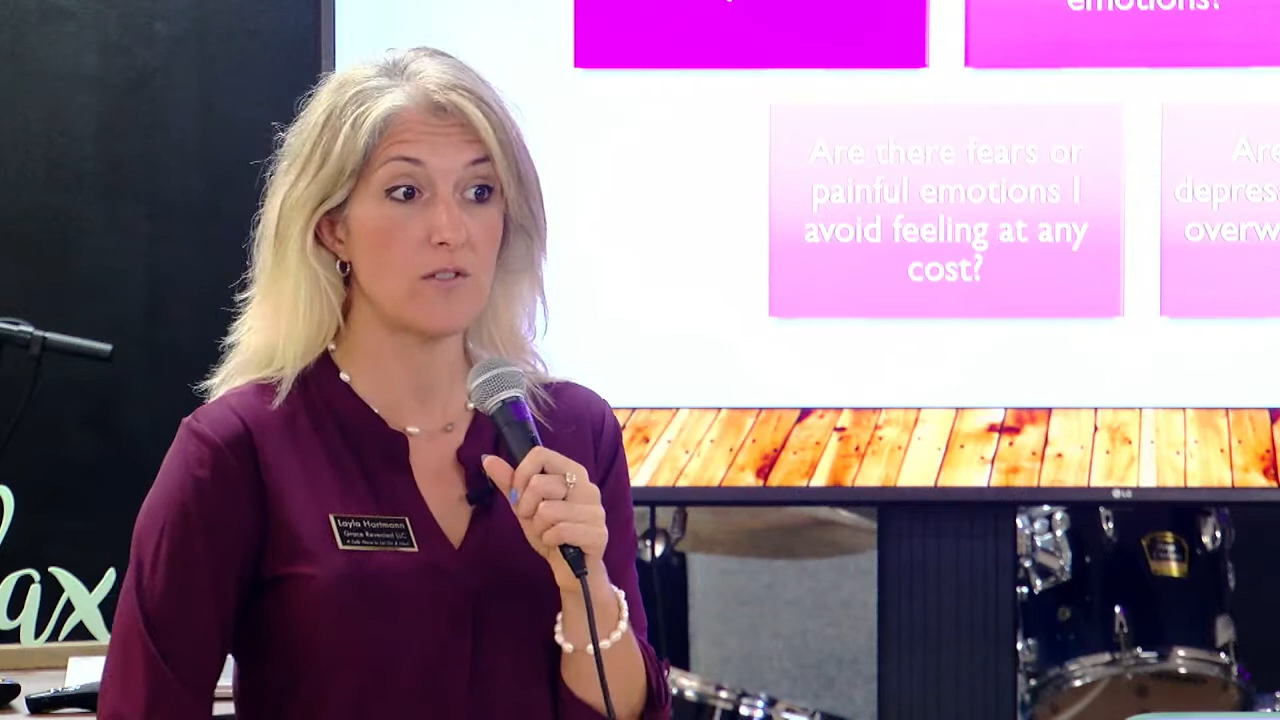 emotions?
Are there fears or
painful emotions I
avoid feeling at any
cost?
Are
depres
overw
Layla Hartmann
Grace Revealed LLC
ax
LG